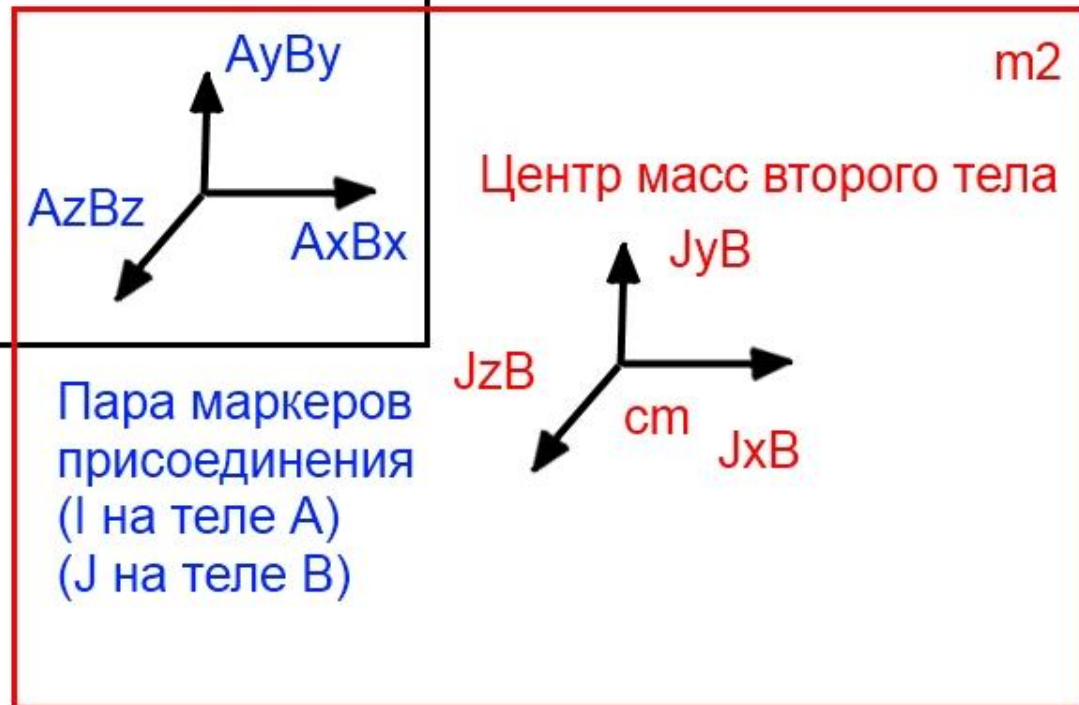 AyBy
m2
Центр масс второго тела
AzBz
AxBx
JyB
JzB
cm
JxB
Пара маркеров
присоединения
(I на теле A)
(J на теле B)